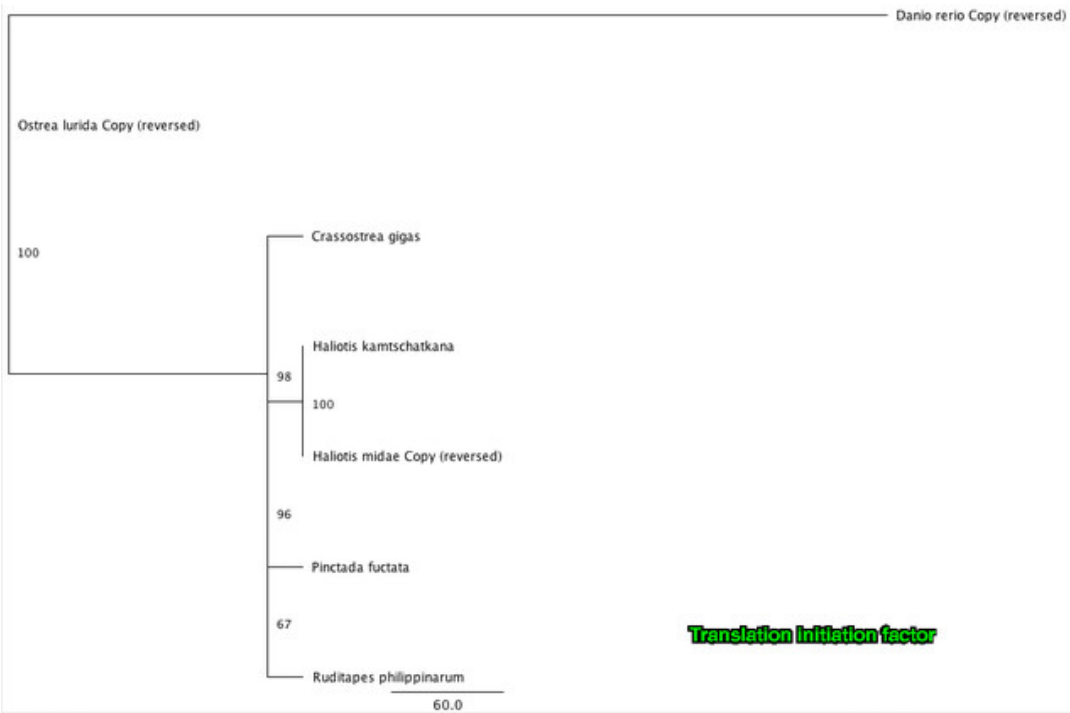 Danio rerio Copy (reversed)
Ostrea lurida Copy (reversed)
Crassostrea gigas
100
Haliotis kamtschatkana
98
100
Haliotis midae Copy (reversed)
96
Pinctada fuctata
67
Translation initiation factor
Ruditapes philippinarum
60.0